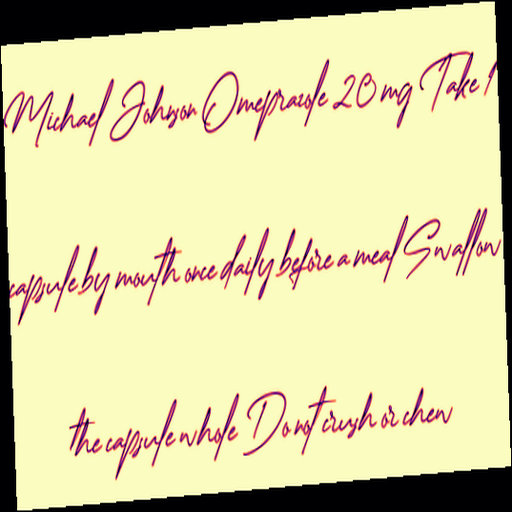 Michael Johnson Omeprazole 20 mg Take 1
capsule by mouth once daily before a meal Swallow
the capsule whole Do not crush or chew